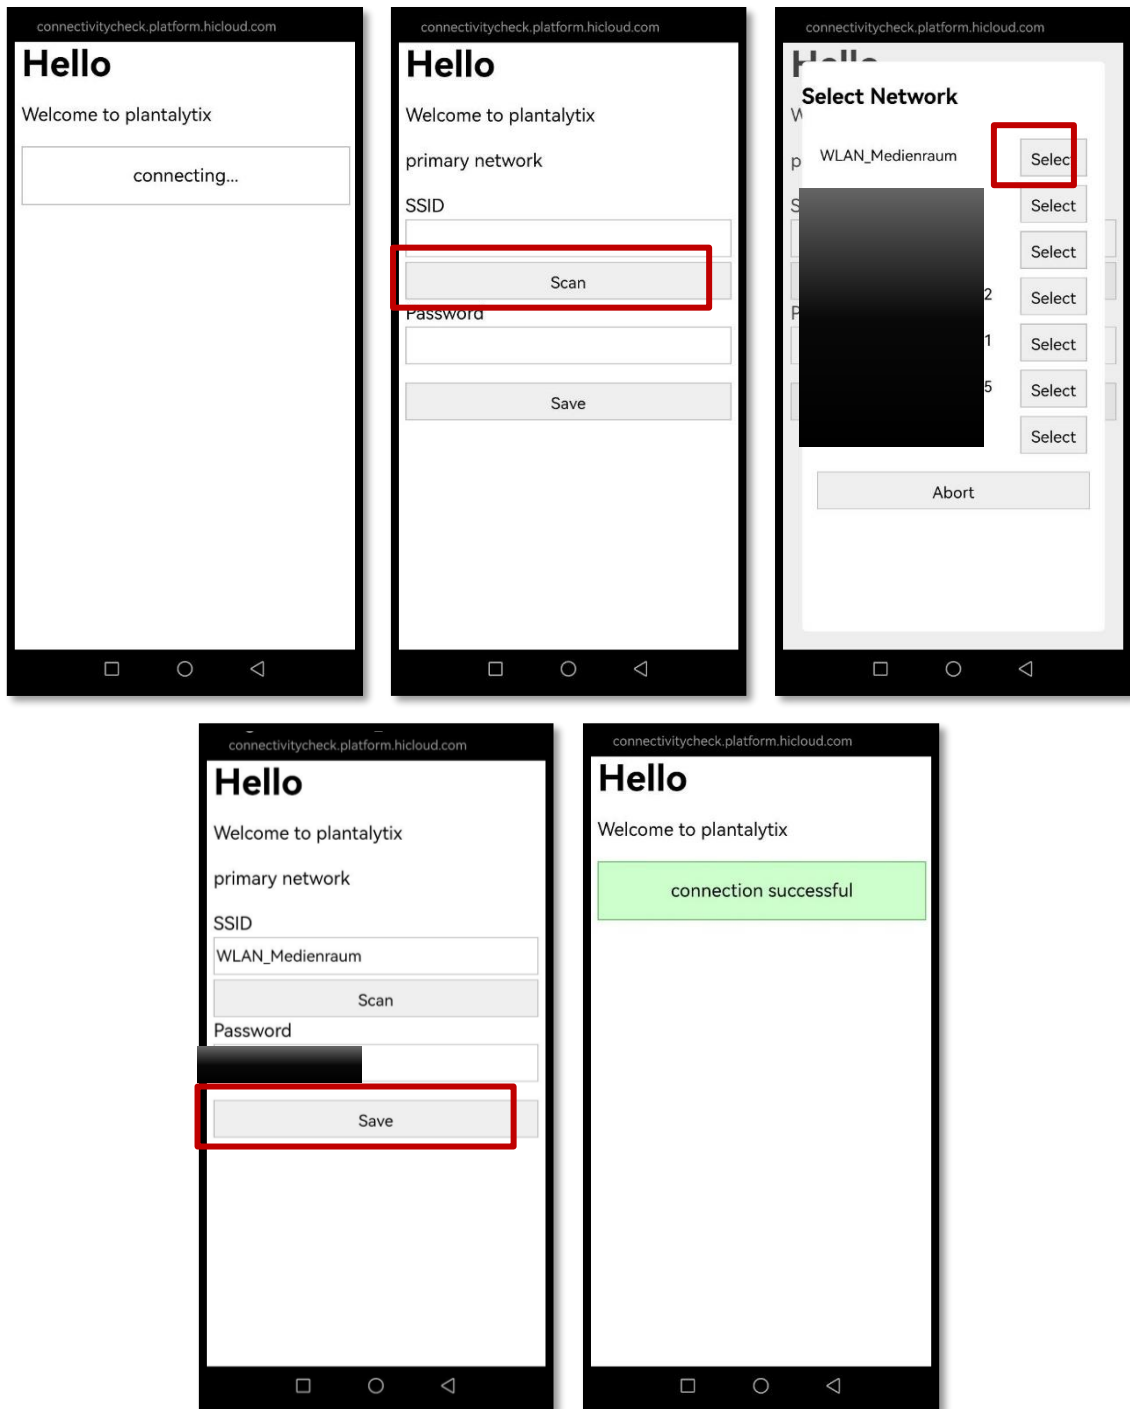 connectivitycheck.platform.hicloud.com
Hello
Welcome to plantalytix
connecting...
connectivitycheck.platform.hicloud.com
Hello
Welcome to plantalytix
primary network
SSID
Scan
Password
Save
connectivitycheck.platform.hicloud.com
Hello
Select Network
WLAN_Medienraum
Select
Select
Select
2
Select
1
Select
5
Select
Select
Abort
connectivitycheck.platform.hicloud.com
Hello
Welcome to plantalytix
primary network
SSID
WLAN_Medienraum
Scan
Password
Save
connectivitycheck.platform.hicloud.com
Hello
Welcome to plantalytix
connection successful